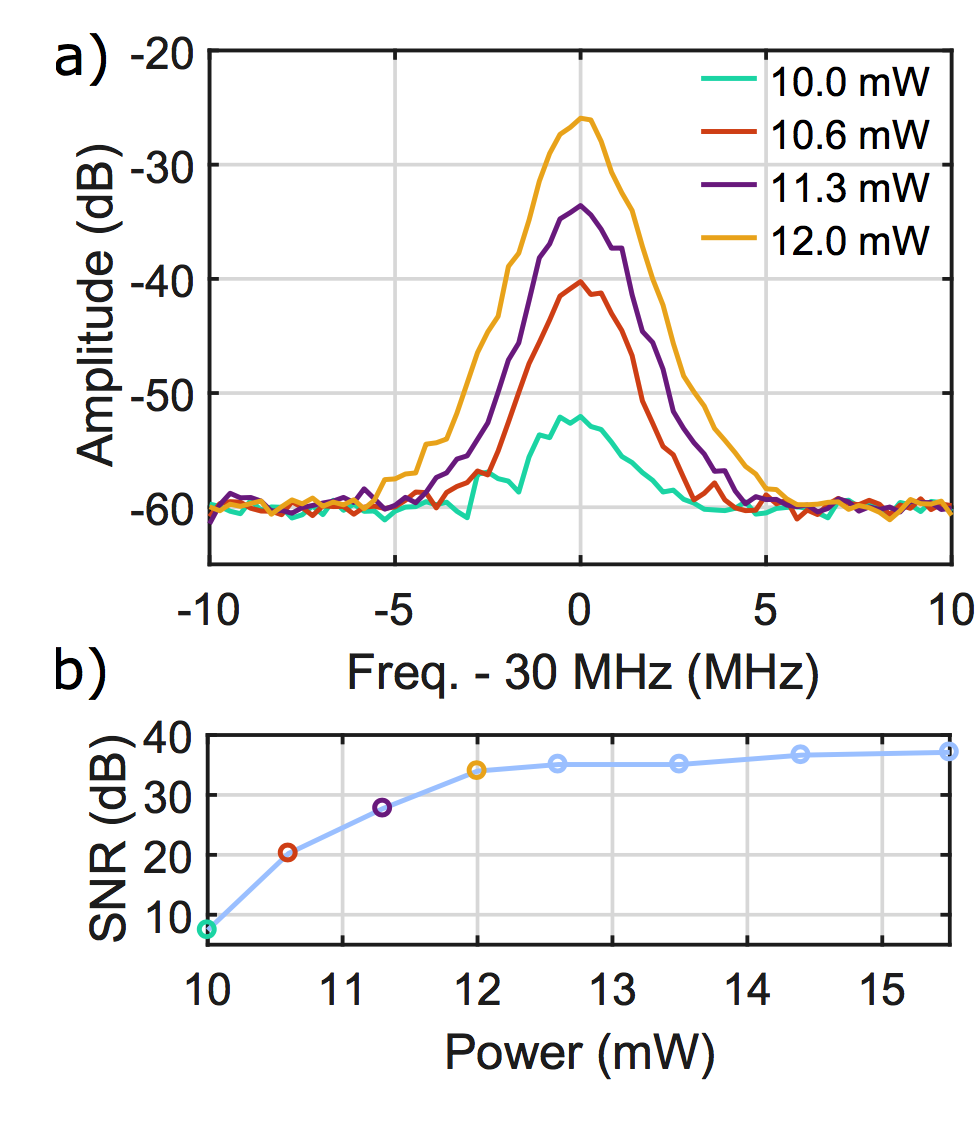 a)
-20
-30
-40
-50
-60
Amplitude (dB)
10.0 mW
10.6 mW
11.3 mW
12.0 mW
-10 -5 0 5 10
Freq. - 30 MHz (MHz)
b)
40
30
20
10
SNR (dB)
10 11 12 13 14 15
Power (mW)